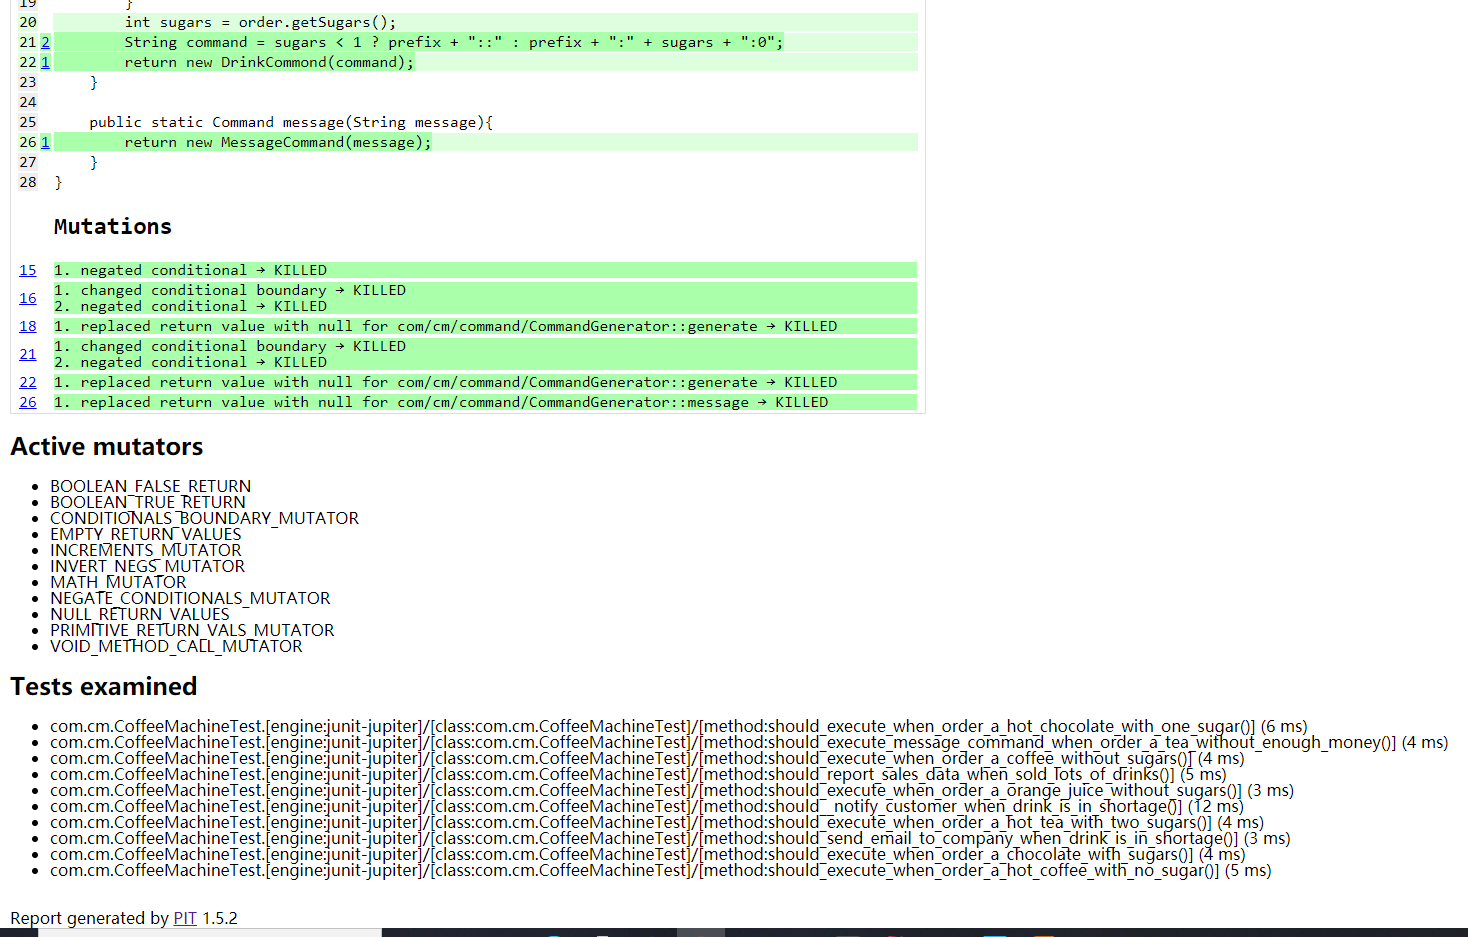 19         }
20         int sugars = order.getSugars();
21 2       String command = sugars < 1 ? prefix + "::" : prefix + ":" + sugars + ":0";
22 1       return new DrinkCommond(command);
23     }
24
25     public static Command message(String message){
26 1       return new MessageCommand(message);
27     }
28 }
Mutations
15 1. negated conditional → KILLED
16 1. changed conditional boundary → KILLED
2. negated conditional → KILLED
18 1. replaced return value with null for com/cm/command/CommandGenerator::generate → KILLED
21 1. changed conditional boundary → KILLED
2. negated conditional → KILLED
22 1. replaced return value with null for com/cm/command/CommandGenerator::generate → KILLED
26 1. replaced return value with null for com/cm/command/CommandGenerator::message → KILLED
Active mutators
• BOOLEAN_FALSE_RETURN
• BOOLEAN_TRUE_RETURN
• CONDITIONALS_BOUNDARY_MUTATOR
• EMPTY_RETURN_VALUES
• INCREMENTS_MUTATOR
• INVERT_NEGS_MUTATOR
• MATH_MUTATOR
• NEGATE_CONDITIONALS_MUTATOR
• NULL_RETURN_VALUES
• PRIMITIVE_RETURN_VALS_MUTATOR
• VOID_METHOD_CALL_MUTATOR
Tests examined
• com.cm.CoffeeMachineTest.[engine:junit-jupiter]/[class:com.cm.CoffeeMachineTest]/[method:should_execute_when_order_a_hot_chocolate_with_one_sugar()] (6 ms)
• com.cm.CoffeeMachineTest.[engine:junit-jupiter]/[class:com.cm.CoffeeMachineTest]/[method:should_execute_message_command_when_order_a_tea_without_enough_money()] (4 ms)
• com.cm.CoffeeMachineTest.[engine:junit-jupiter]/[class:com.cm.CoffeeMachineTest]/[method:should_execute_when_order_a_coffee_without_sugars()] (4 ms)
• com.cm.CoffeeMachineTest.[engine:junit-jupiter]/[class:com.cm.CoffeeMachineTest]/[method:should_report_sales_data_when_sold_lots_of_drinks()] (5 ms)
• com.cm.CoffeeMachineTest.[engine:junit-jupiter]/[class:com.cm.CoffeeMachineTest]/[method:should_execute_when_order_a_orange_juice_without_sugars()] (3 ms)
• com.cm.CoffeeMachineTest.[engine:junit-jupiter]/[class:com.cm.CoffeeMachineTest]/[method:should__notify_customer_when_drink_is_in_shortage()] (12 ms)
• com.cm.CoffeeMachineTest.[engine:junit-jupiter]/[class:com.cm.CoffeeMachineTest]/[method:should_execute_when_order_a_hot_tea_with_two_sugars()] (4 ms)
• com.cm.CoffeeMachineTest.[engine:junit-jupiter]/[class:com.cm.CoffeeMachineTest]/[method:should_send_email_to_company_when_drink_is_in_shortage()] (3 ms)
• com.cm.CoffeeMachineTest.[engine:junit-jupiter]/[class:com.cm.CoffeeMachineTest]/[method:should_execute_when_order_a_chocolate_with_sugars()] (4 ms)
• com.cm.CoffeeMachineTest.[engine:junit-jupiter]/[class:com.cm.CoffeeMachineTest]/[method:should_execute_when_order_a_hot_coffee_with_no_sugar()] (5 ms)
Report generated by PIT 1.5.2